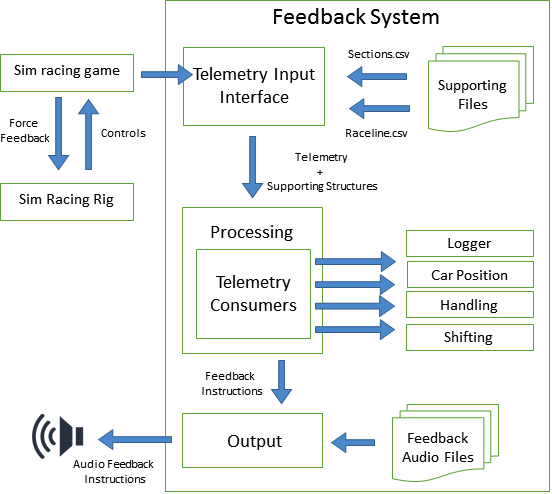 Feedback System
Sim racing game
Telemetry Input
Interface
Sections.csv
Raceline.csv
Supporting
Files
Force
Feedback
Controls
Sim Racing Rig
Telemetry
+
Supporting Structures
Processing
Telemetry
Consumers
Logger
Car Position
Handling
Shifting
Feedback
Instructions
Output
Feedback
Audio Files
Audio Feedback
Instructions